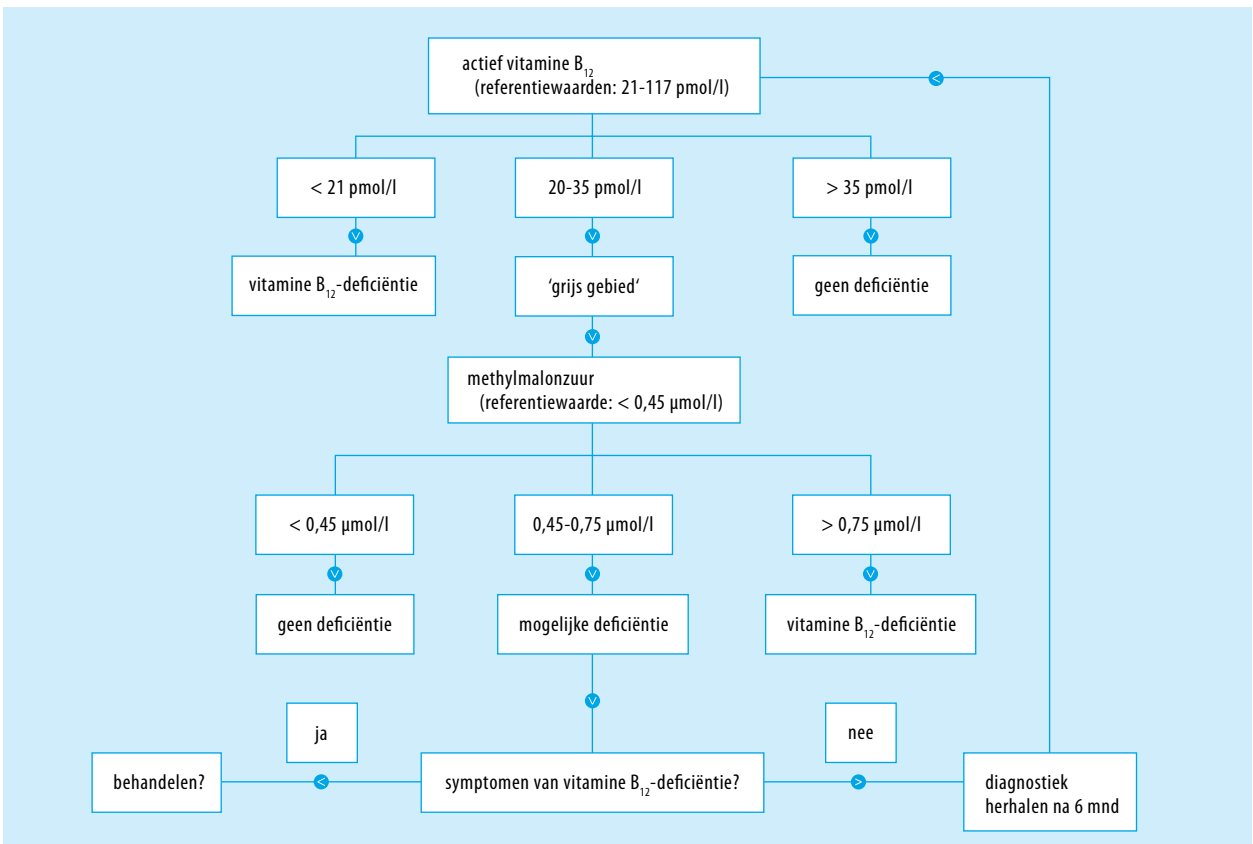 actief vitamine B12
(referentiewaarden: 21-117 pmol/l)
< 21 pmol/l
20-35 pmol/l
> 35 pmol/l
vitamine B12-deficiëntie
‘grijs gebied‘
geen deficiëntie
methylmalonzuur
(referentiewaarde: < 0,45 µmol/l)
< 0,45 µmol/l
0,45-0,75 µmol/l
> 0,75 µmol/l
geen deficiëntie
mogelijke deficiëntie
vitamine B12-deficiëntie
ja
nee
behandelen?
symptomen van vitamine B12-deficiëntie?
diagnostiek
herhalen na 6 mnd